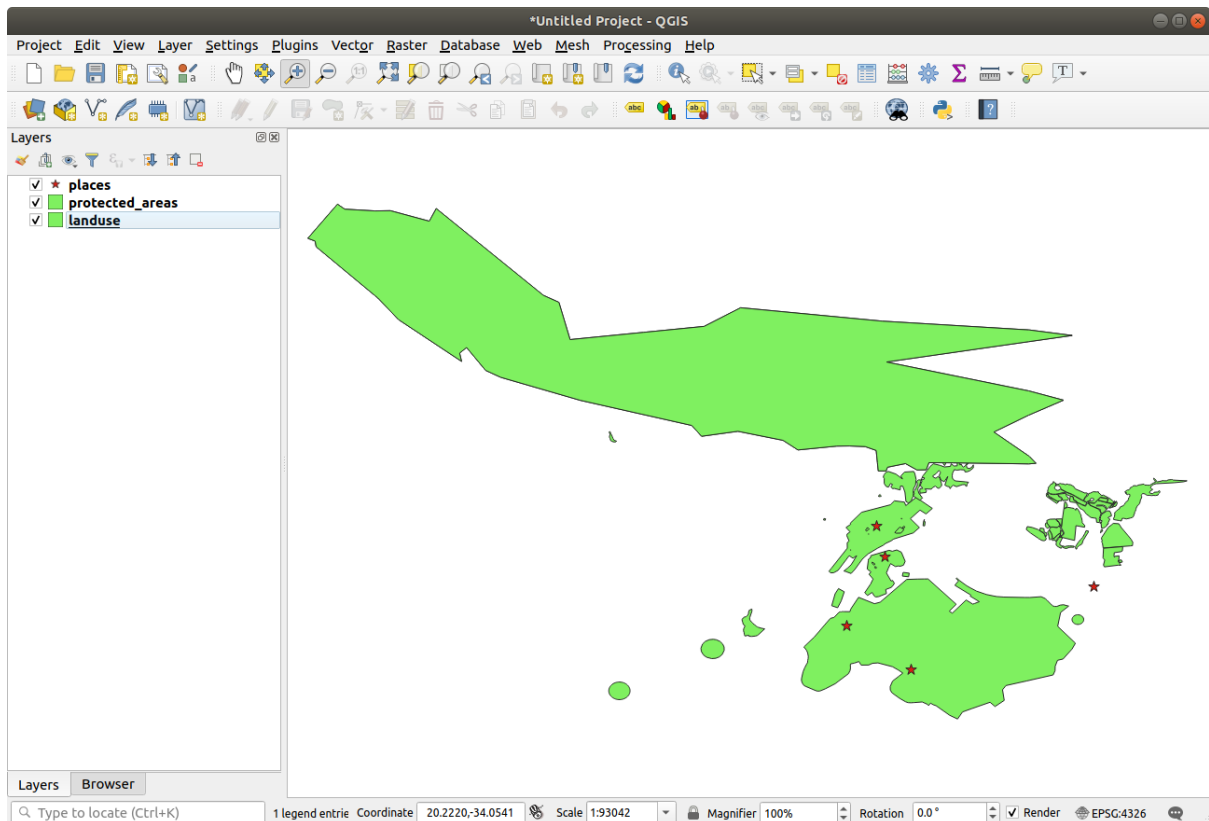 *Untitled Project - QGIS
Project Edit View Layer Settings Plugins Vector Raster Database Web Mesh Processing Help
Layers
places
protected_areas
landuse
Layers Browser
Type to locate (Ctrl+K) 1 legend entrie Coordinate 20.2220,-34.0541 Scale 1:93042 Magnifier 100% Rotation 0.0 ° Render EPSG:4326